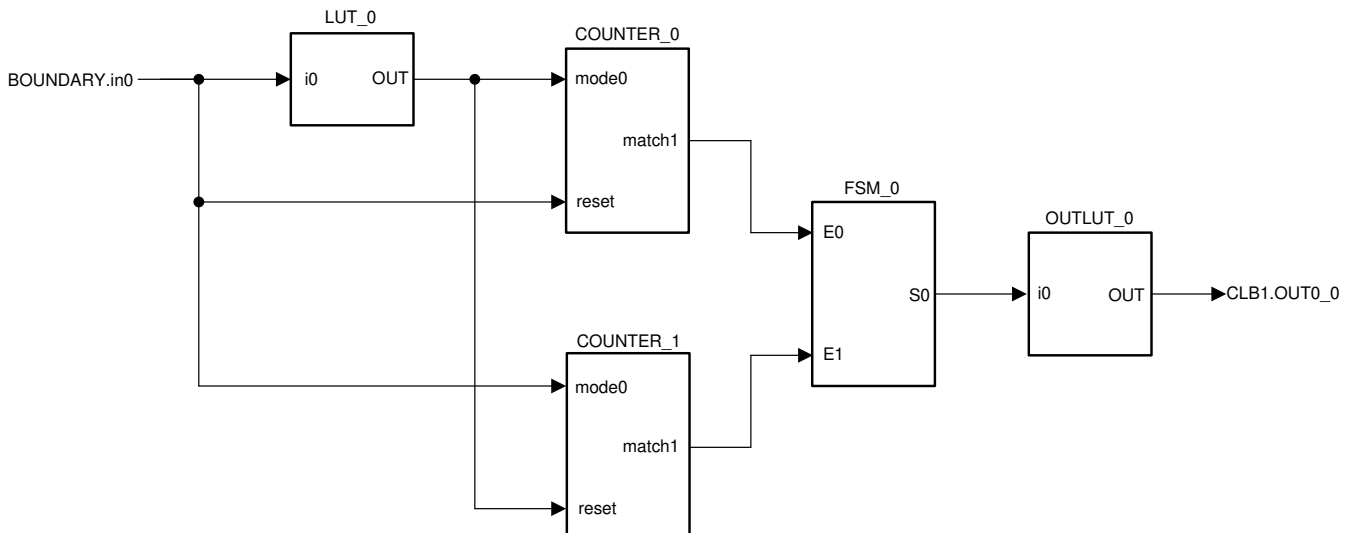 LUT_0
COUNTER_0
BOUNDARY.in0
i0
OUT
mode0
match1
reset
FSM_0
E0
S0
E1
OUTLUT_0
i0
OUT
CLB1.OUT0_0
COUNTER_1
mode0
match1
reset